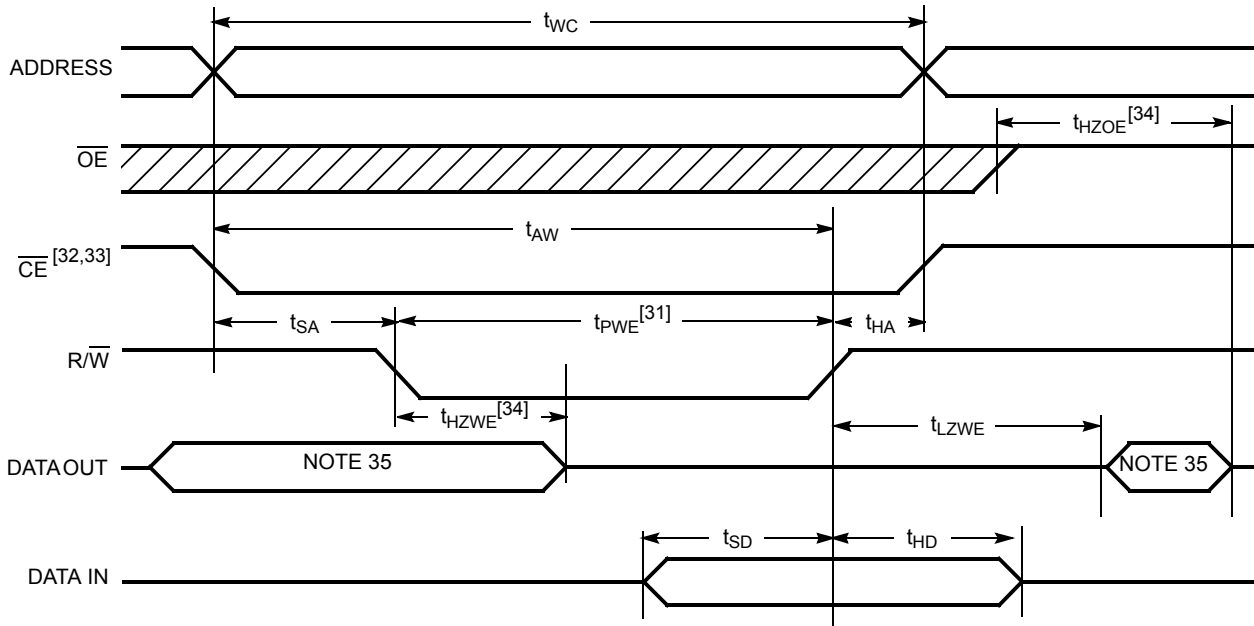 tWC
ADDRESS
tHZOE[34]
OE
tAW
CE [32,33]
tSA
tPWE[31]
tHA
R/W
tHZWE[34]
tLZWE
NOTE 35
NOTE 35
DATA OUT
tSD
tHD
DATA IN